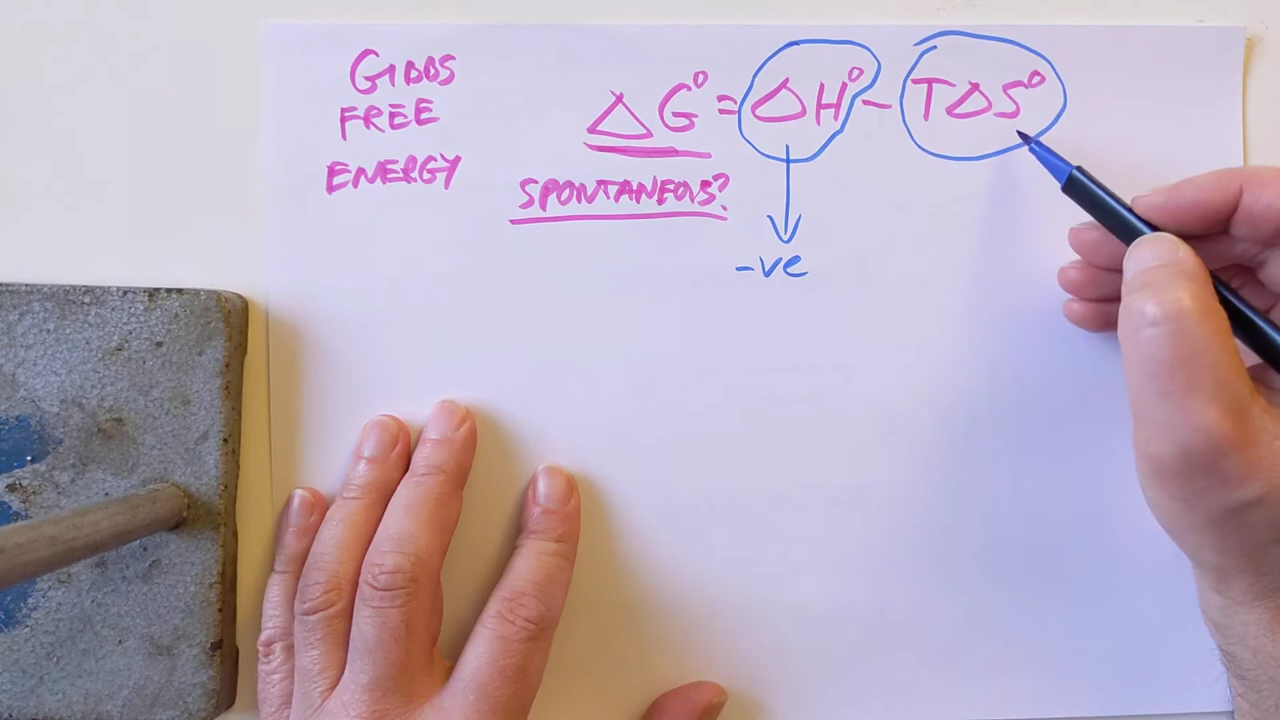 GIBBS
FREE
ENERGY
ΔG° = ΔH° - TΔS°
SPONTANEOUS?
-ve